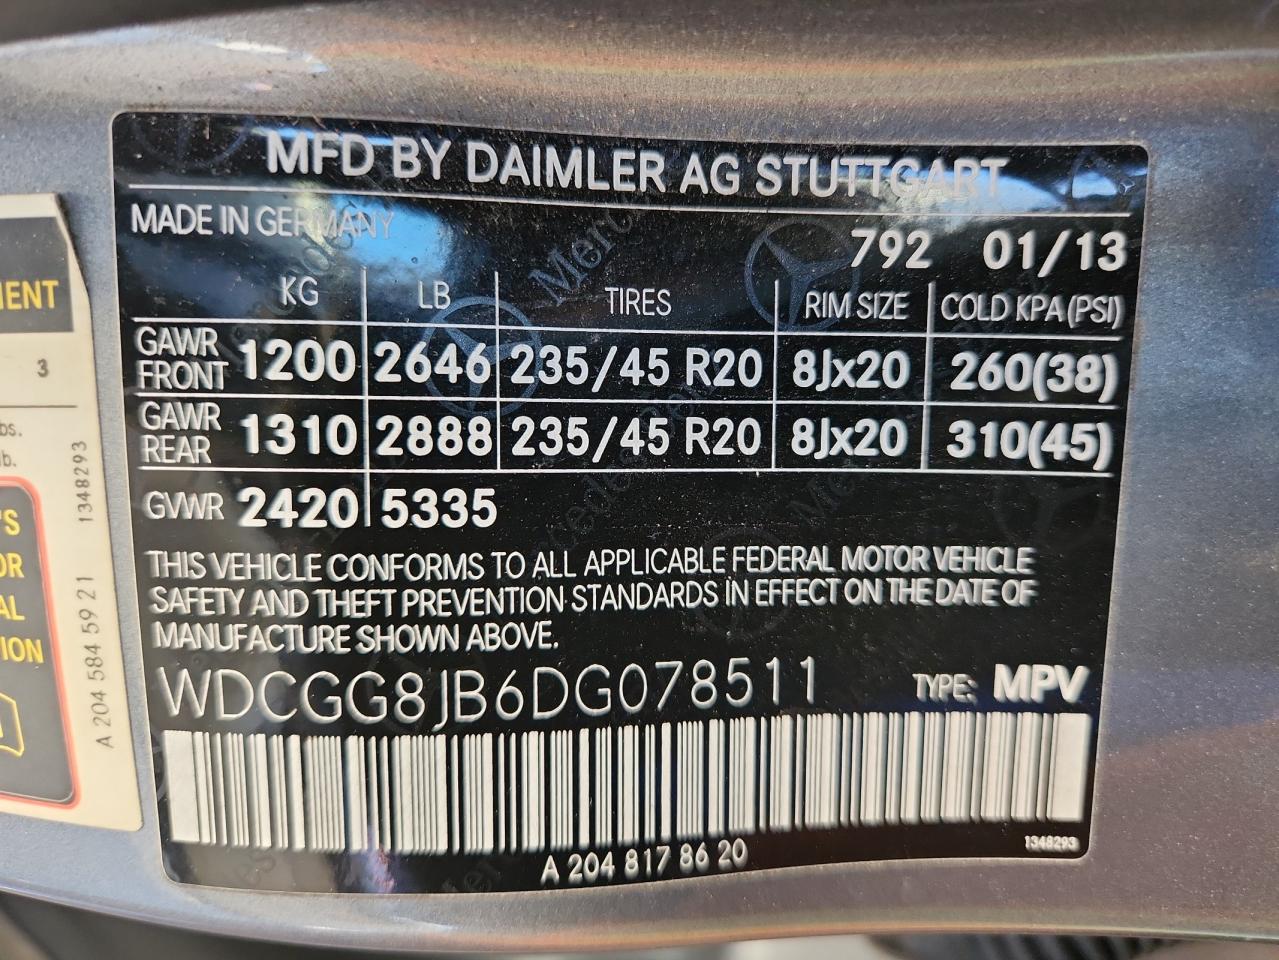 MFD BY DAIMLER AG STUTTGART
MADE IN GERMANY
792 01/13
KG LB TIRES RIM SIZE COLD KPA(PSI)
GAWR FRONT 1200 2646 235/45 R20 8Jx20 260(38)
GAWR REAR 1310 2888 235/45 R20 8Jx20 310(45)
GVWR 2420 5335
THIS VEHICLE CONFORMS TO ALL APPLICABLE FEDERAL MOTOR VEHICLE
SAFETY AND THEFT PREVENTION STANDARDS IN EFFECT ON THE DATE OF
MANUFACTURE SHOWN ABOVE.
WDCGG8JB6DG078511 TYPE: MPV
A 204 817 86 20
1348293
3
A 204 584 59 21 1348293